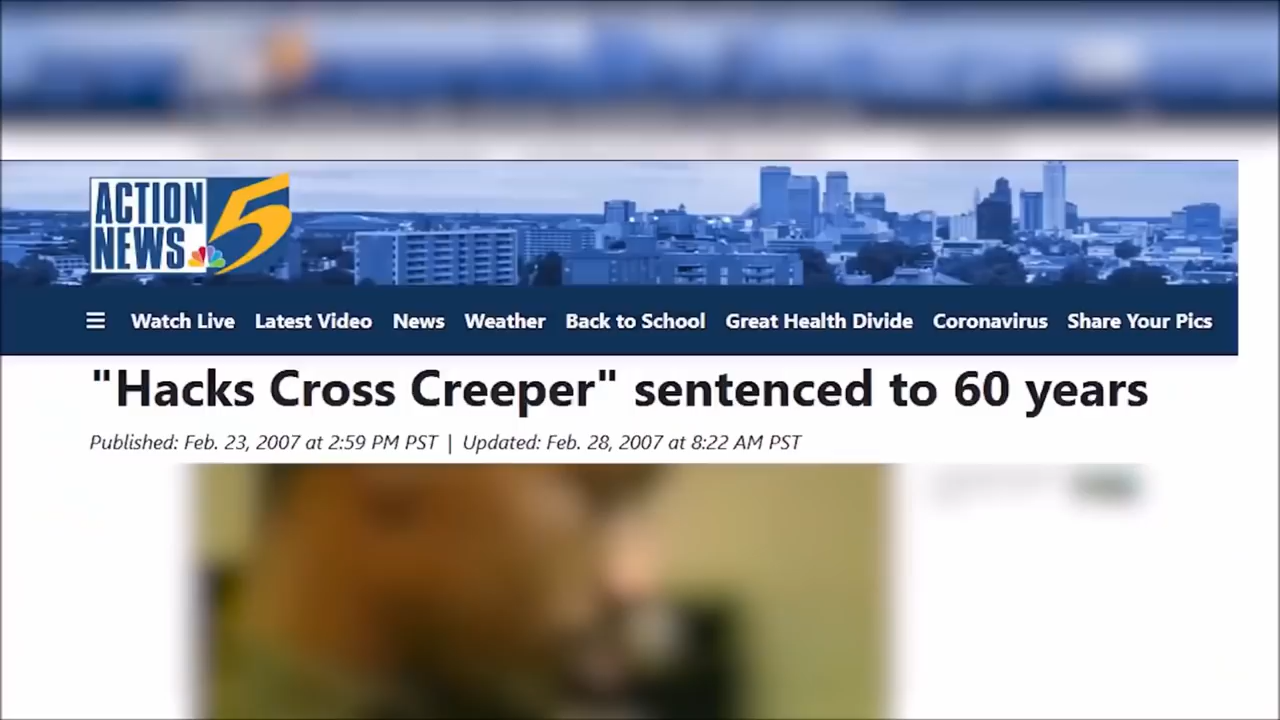 ACTION
NEWS 5
☰ Watch Live Latest Video News Weather Back to School Great Health Divide Coronavirus Share Your Pics
"Hacks Cross Creeper" sentenced to 60 years
Published: Feb. 23, 2007 at 2:59 PM PST | Updated: Feb. 28, 2007 at 8:22 AM PST